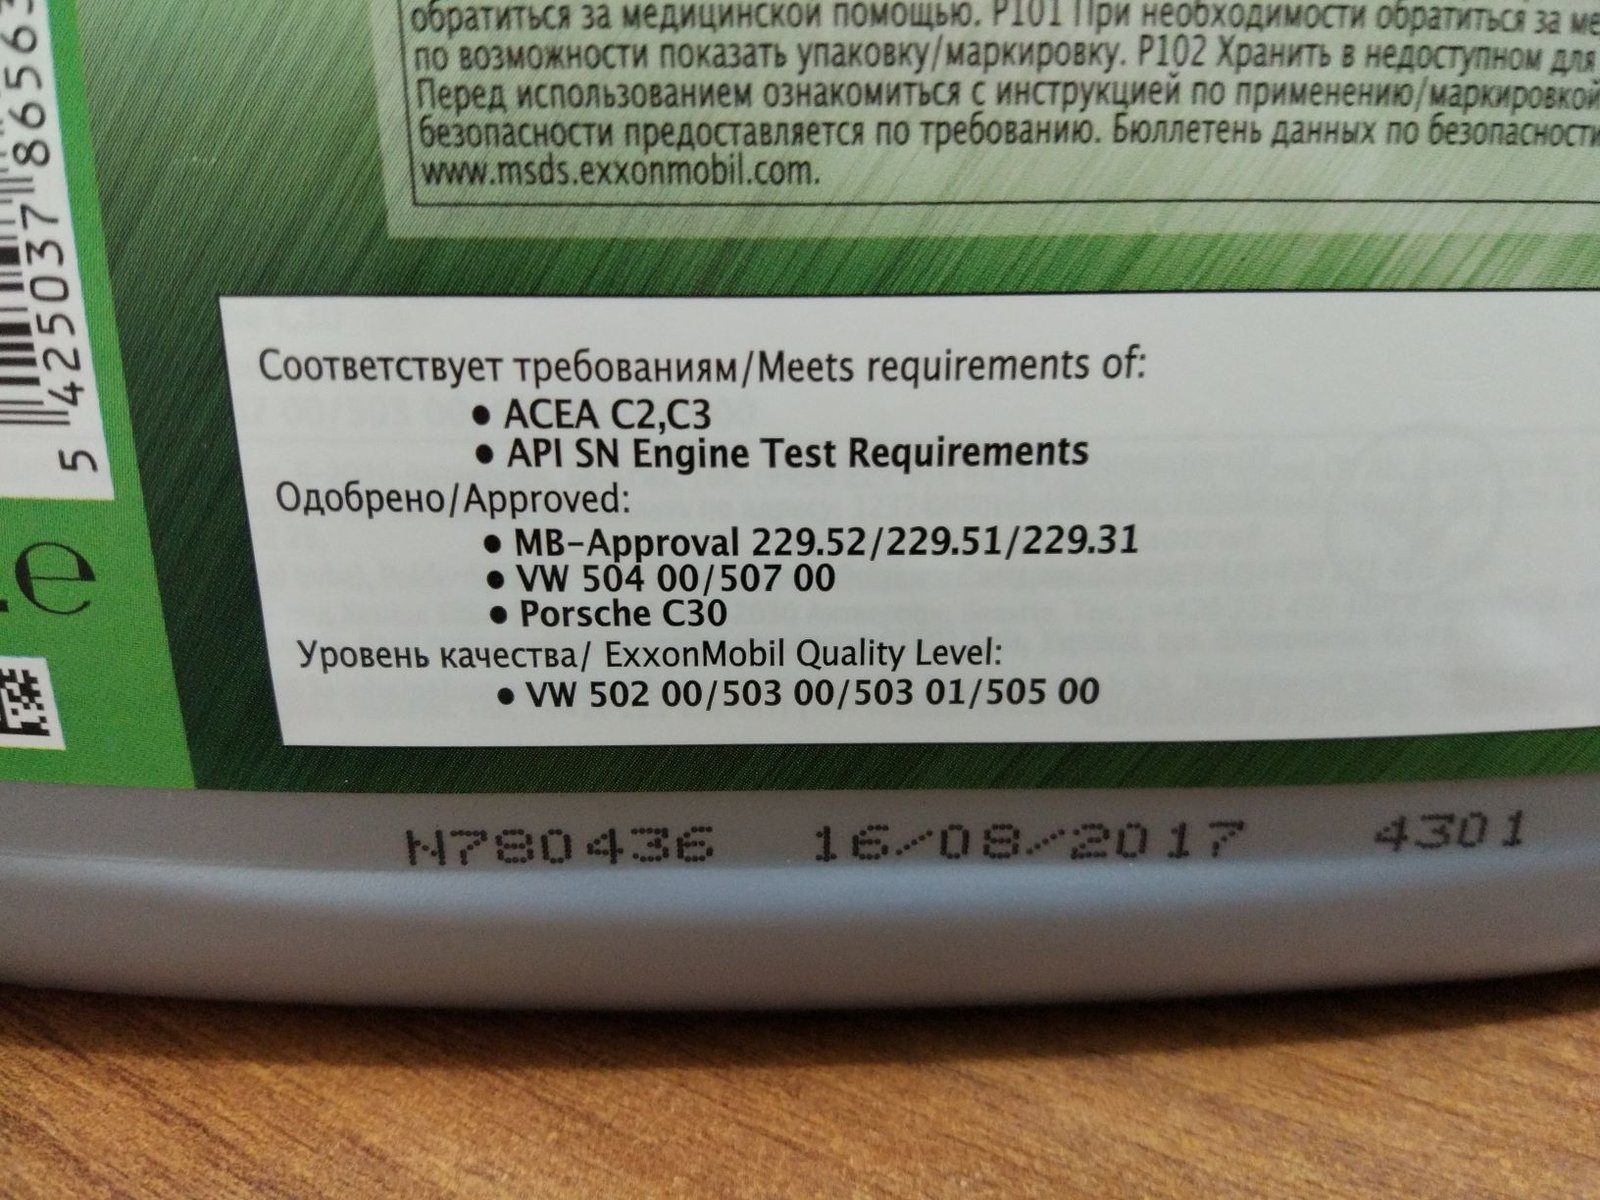 обратиться за медицинской помощью. P101 При необходимости обратиться за
по возможности показать упаковку/маркировку. P102 Хранить в недоступном для
Перед использованием ознакомиться с инструкцией по применению/маркировкой
безопасности предоставляется по требованию. Бюллетень данных по безопасности
www.msds.exxonmobil.com.
5 425037 86563
e
Соответствует требованиям/Meets requirements of:
• ACEA C2,C3
• API SN Engine Test Requirements
Одобрено/Approved:
• MB-Approval 229.52/229.51/229.31
• VW 504 00/507 00
• Porsche C30
Уровень качества/ ExxonMobil Quality Level:
• VW 502 00/503 00/503 01/505 00
N780436 16/08/2017 4301